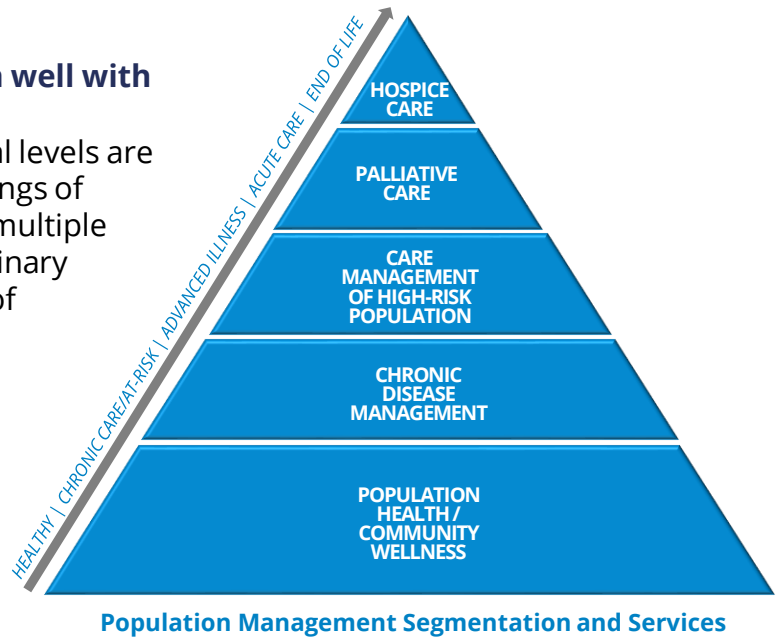 well with
al levels are
ngs of
multiple
inary
of
HEALTHY | CHRONIC CARE/AT-RISK | ADVANCED ILLNESS | ACUTE CARE | END OF LIFE
HOSPICE
CARE
PALLIATIVE
CARE
CARE
MANAGEMENT
OF HIGH-RISK
POPULATION
CHRONIC
DISEASE
MANAGEMENT
POPULATION
HEALTH /
COMMUNITY
WELLNESS
Population Management Segmentation and Services